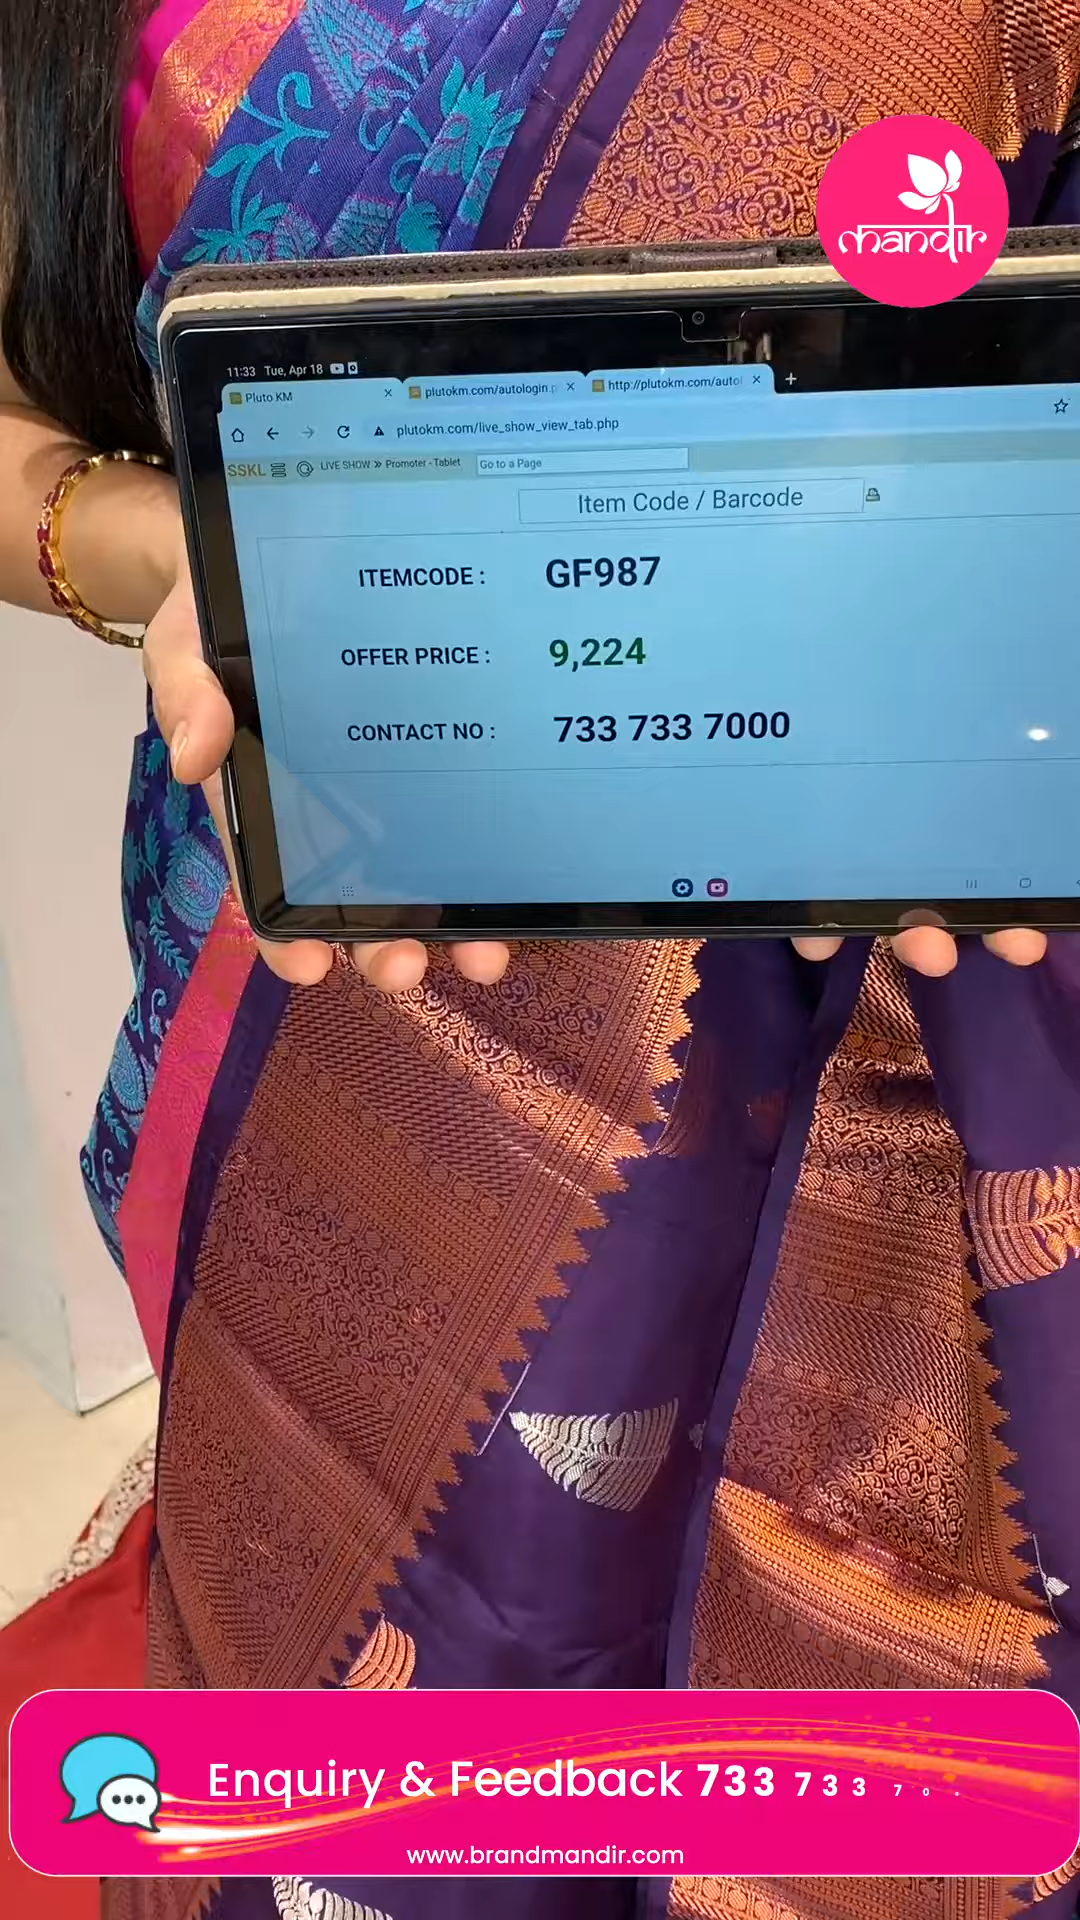 mandir
11:33 Tue, Apr 18
Pluto KM
plutokm.com/autologin.p
http://plutokm.com/autol
plutokm.com/live_show_view_tab.php
SSKL
LIVE SHOW » Promoter - Tablet
Go to a Page
Item Code / Barcode
ITEMCODE : GF987
OFFER PRICE : 9,224
CONTACT NO : 733 733 7000
Enquiry & Feedback 733 733 70
www.brandmandir.com